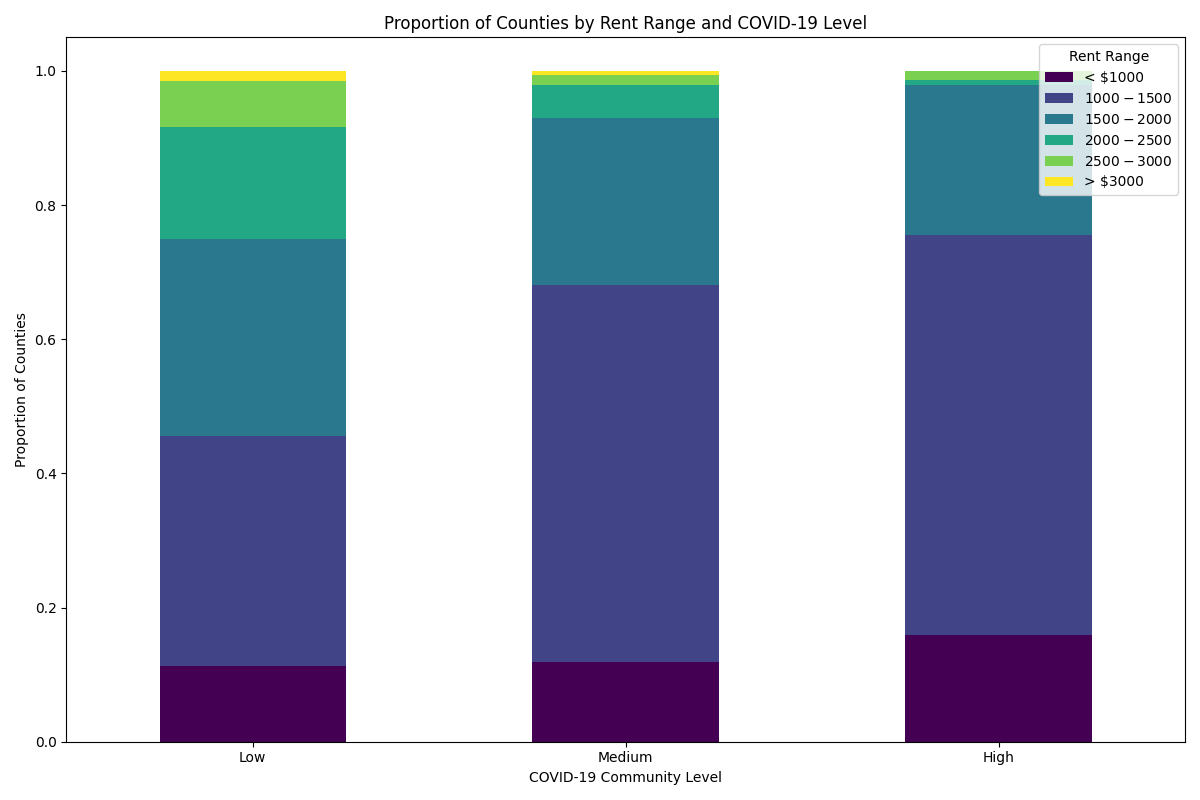 Proportion of Counties by Rent Range and COVID-19 Level
Proportion of Counties
1.0
0.8
0.6
0.4
0.2
0.0
Rent Range
< $1000
1000 − 1500
1500 − 2000
2000 − 2500
2500 − 3000
> $3000
Low
Medium
High
COVID-19 Community Level